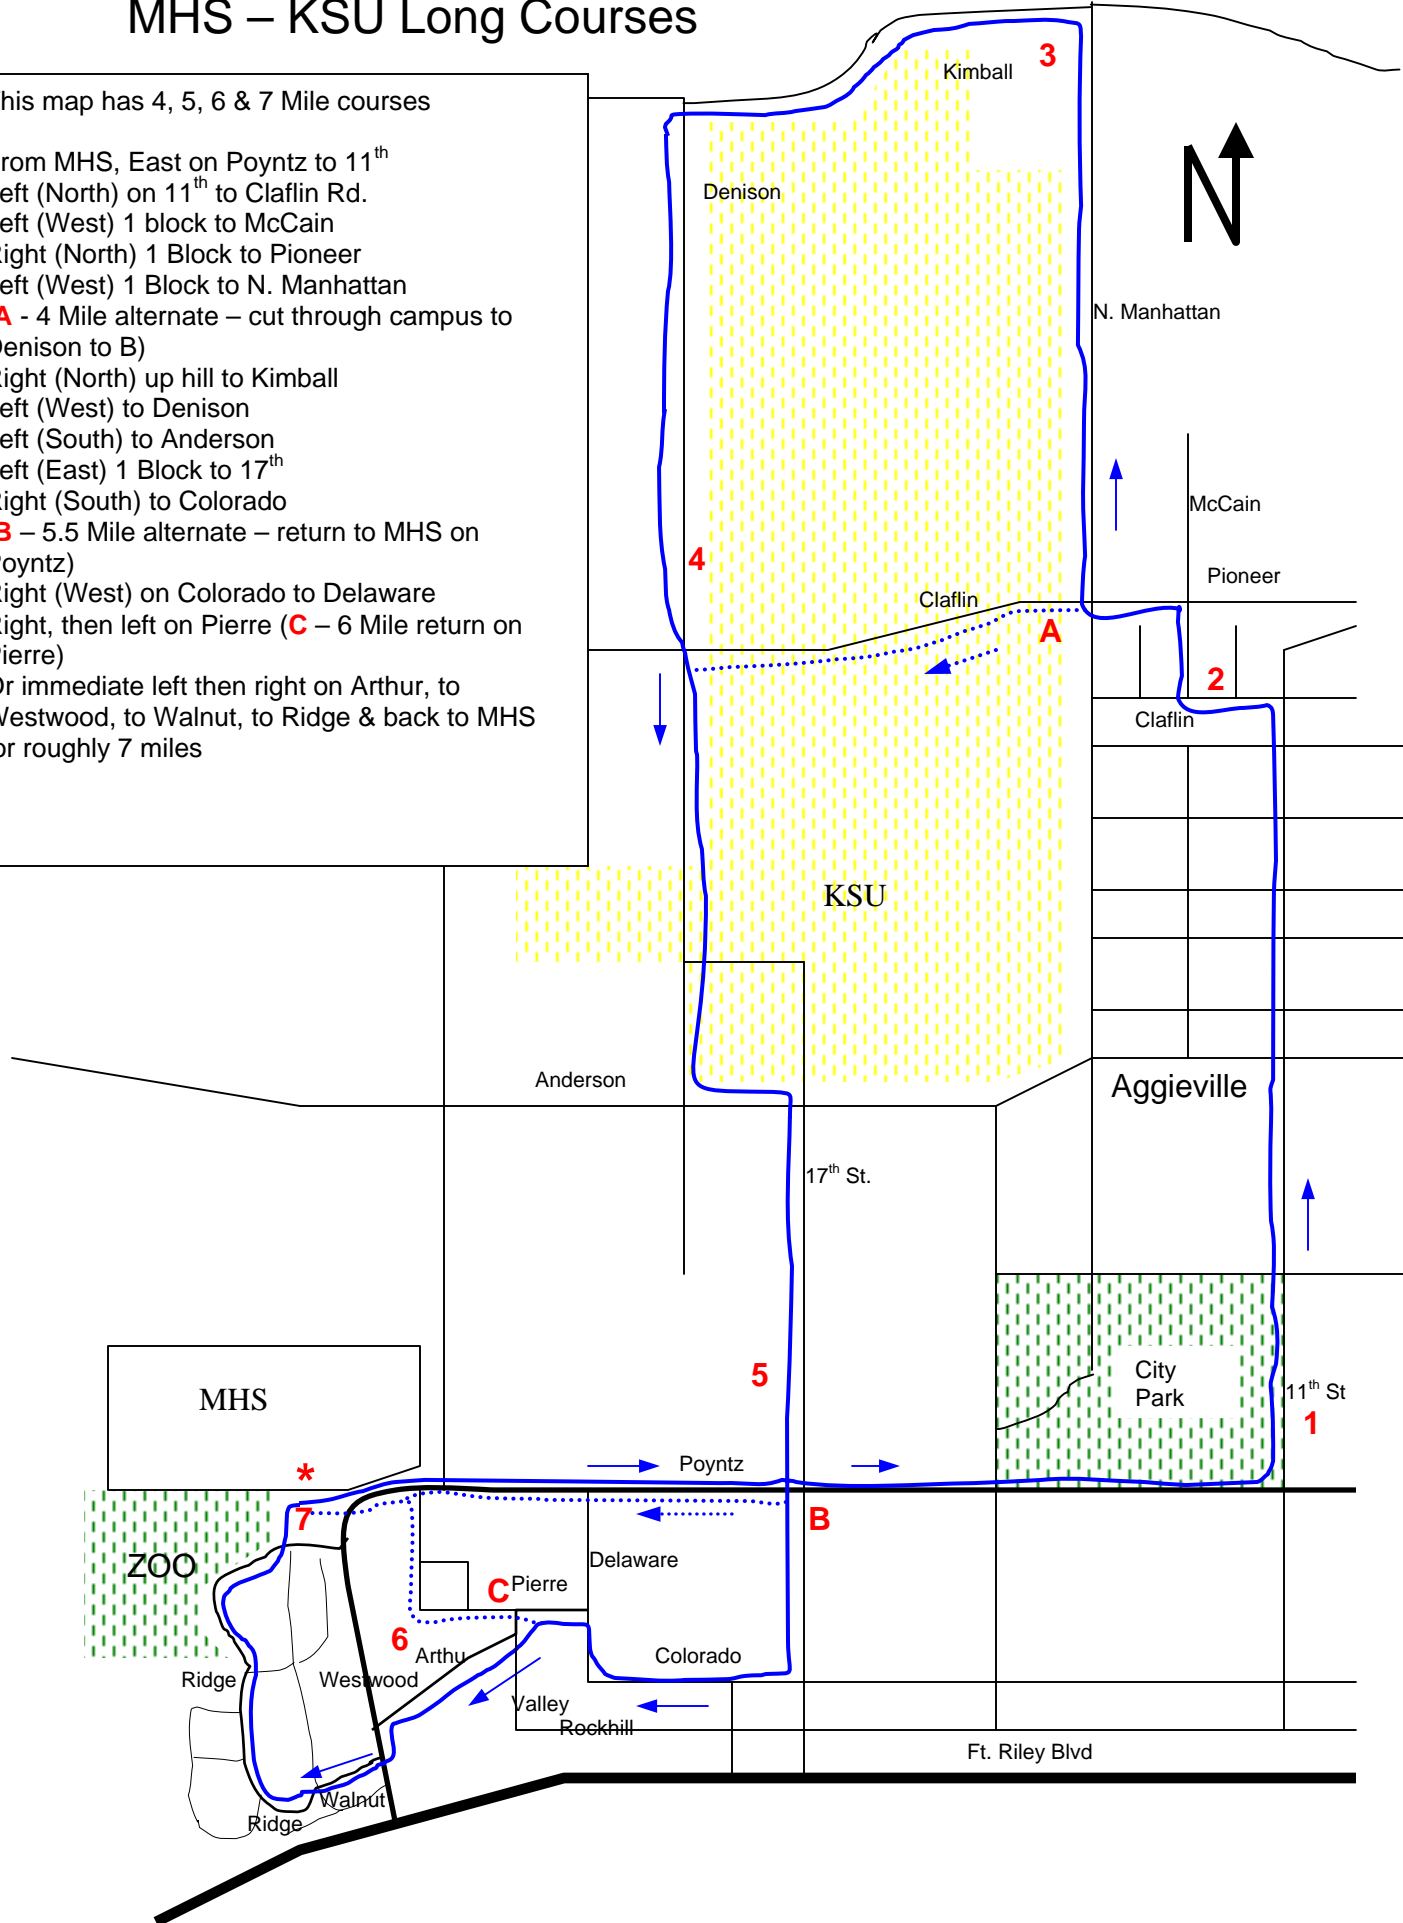 MHS – KSU Long Courses
his map has 4, 5, 6 & 7 Mile courses
rom MHS, East on Poyntz to 11th
eft (North) on 11th to Claflin Rd.
eft (West) 1 block to McCain
ight (North) 1 Block to Pioneer
eft (West) 1 Block to N. Manhattan
A - 4 Mile alternate – cut through campus to
enison to B)
ight (North) up hill to Kimball
eft (West) to Denison
eft (South) to Anderson
eft (East) 1 Block to 17th
ight (South) to Colorado
B – 5.5 Mile alternate – return to MHS on
oyntz)
ight (West) on Colorado to Delaware
ight, then left on Pierre (C – 6 Mile return on
ierre)
Or immediate left then right on Arthur, to
Westwood, to Walnut, to Ridge & back to MHS
or roughly 7 miles
3
Kimball
Denison
N
N. Manhattan
McCain
4
Pioneer
Claflin
A
2
Claflin
KSU
Anderson
Aggieville
17th St.
5
City
Park
11th St
1
MHS
Poyntz
*
7
B
ZOO
Delaware
C
Pierre
6
Arthu
Colorado
Ridge
Westwood
Valley
Rockhill
Ft. Riley Blvd
Walnut
Ridge